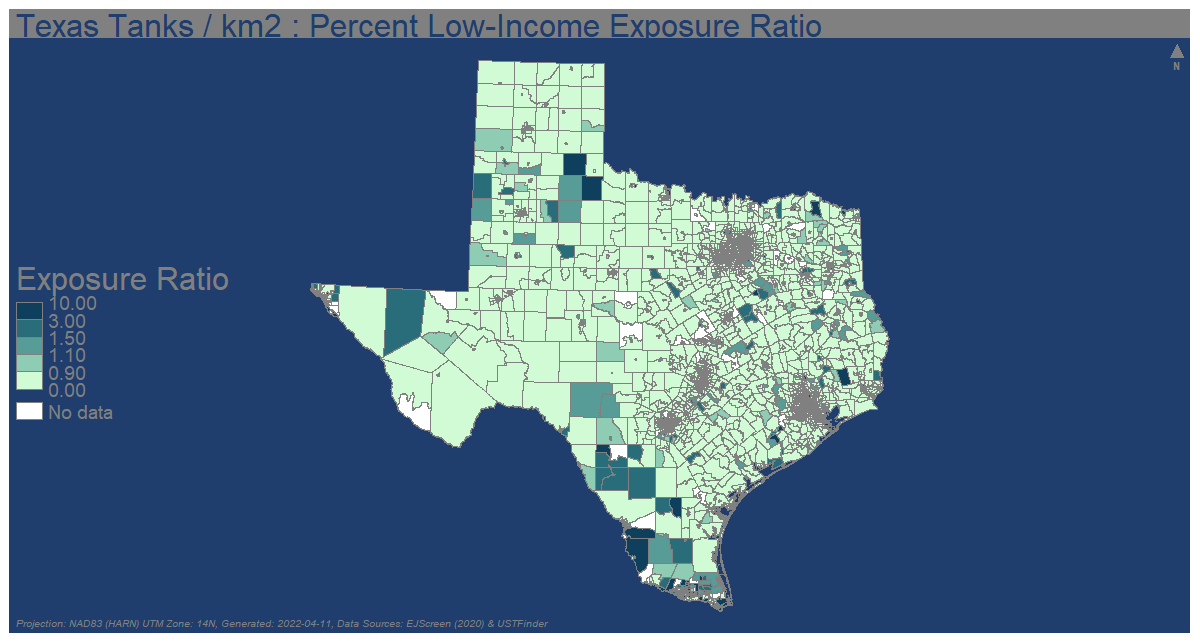 Texas Tanks / km2 : Percent Low-Income Exposure Ratio
N
Exposure Ratio
10.00
3.00
1.50
1.10
0.90
0.00
No data
Projection: NAD83 (HARN) UTM Zone: 14N, Generated: 2022-04-11, Data Sources: EJScreen (2020) & USTFinder